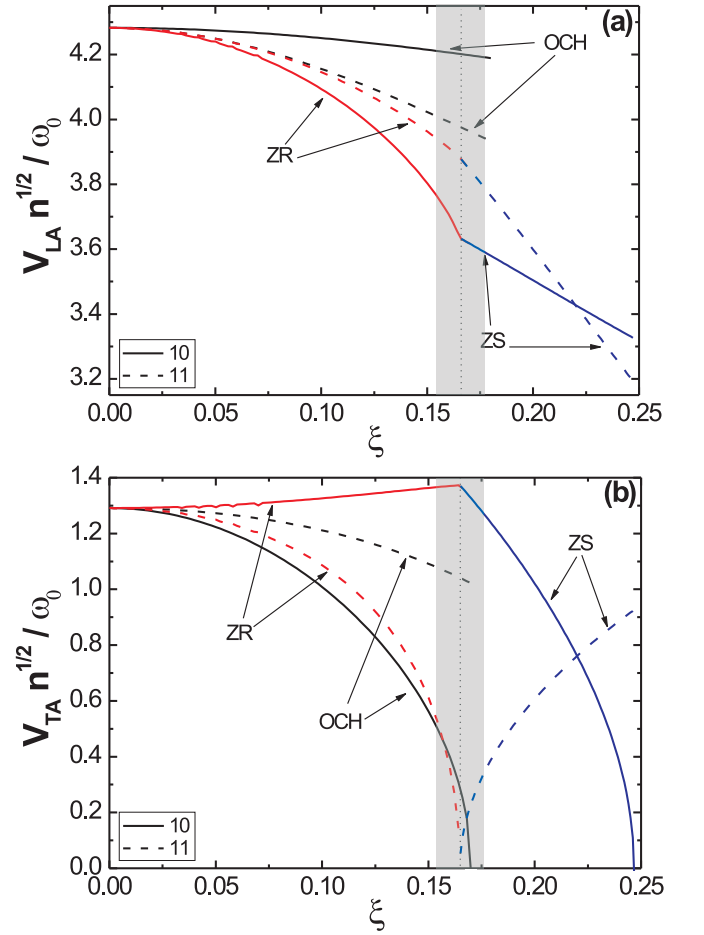 (a)
OCH
ZR
ZS
V_LA n^1/2 / ω_0
4.2
4.0
3.8
3.6
3.4
3.2
10
11
0.00 0.05 0.10 0.15 0.20 0.25
ξ
(b)
ZS
ZR
OCH
V_TA n^1/2 / ω_0
1.4
1.2
1.0
0.8
0.6
0.4
0.2
0.0
10
11
0.00 0.05 0.10 0.15 0.20 0.25
ξ